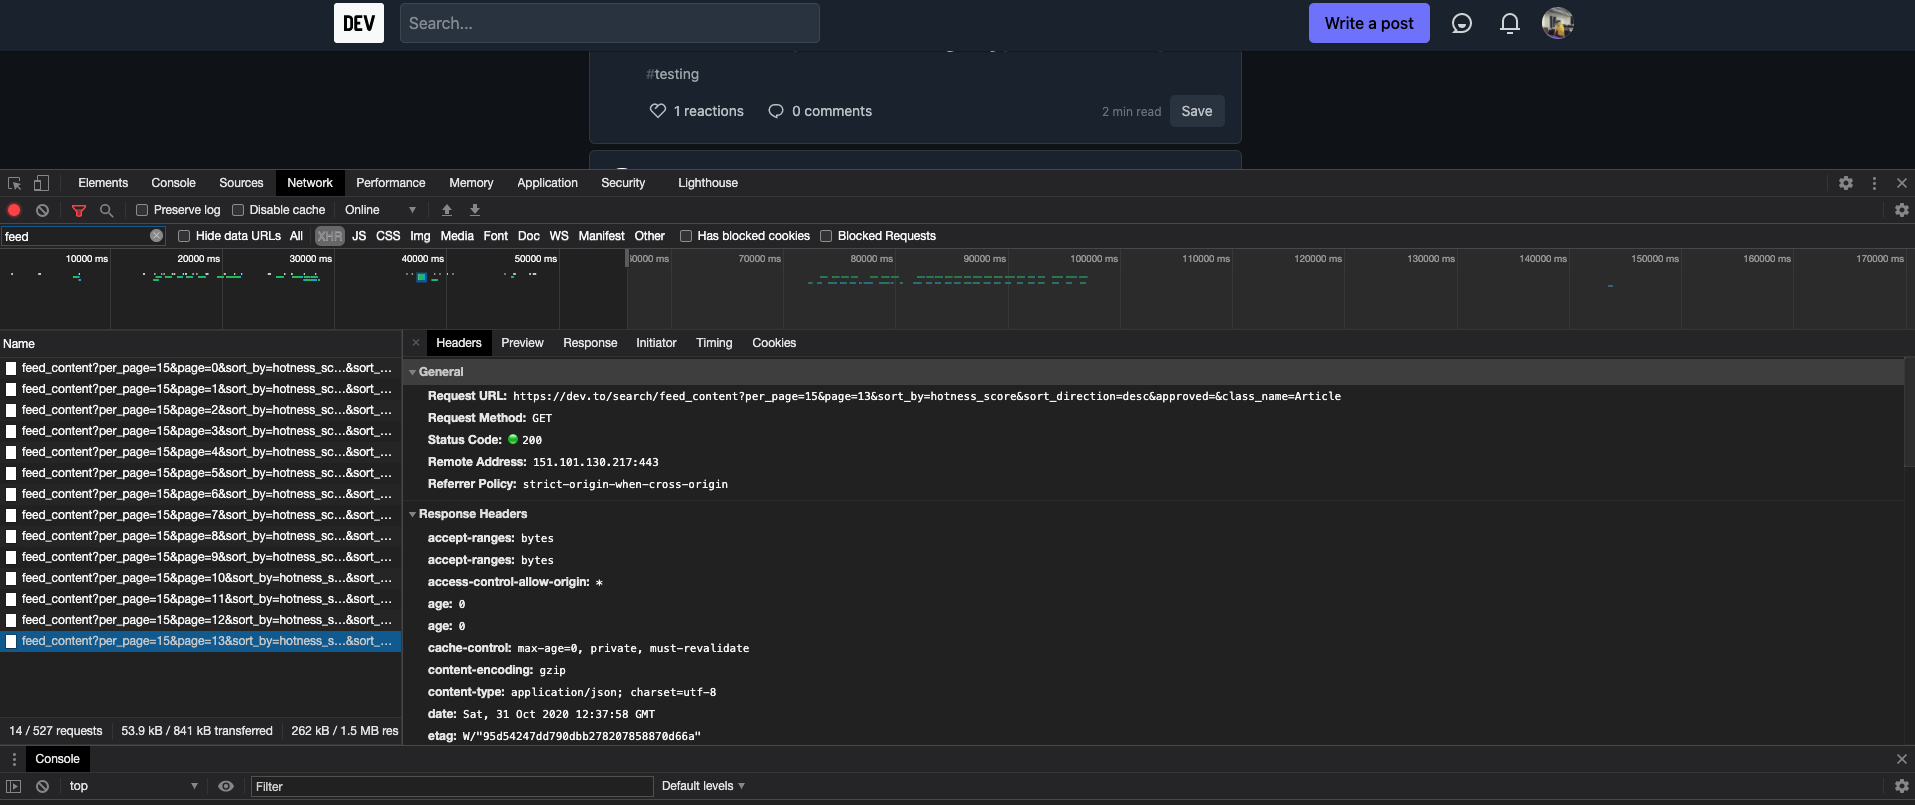 DEV Search... Write a post
#testing
1 reactions 0 comments 2 min read Save
Elements Console Sources Network Performance Memory Application Security Lighthouse
Preserve log Disable cache Online
feed Hide data URLs All XHR JS CSS Img Media Font Doc WS Manifest Other Has blocked cookies Blocked Requests
10000 ms 20000 ms 30000 ms 40000 ms 50000 ms 60000 ms 70000 ms 80000 ms 90000 ms 100000 ms 110000 ms 120000 ms 130000 ms 140000 ms 150000 ms 160000 ms 170000 ms
Name
feed_content?per_page=15&page=0&sort_by=hotness_sc...&sort_...
feed_content?per_page=15&page=1&sort_by=hotness_sc...&sort_...
feed_content?per_page=15&page=2&sort_by=hotness_sc...&sort_...
feed_content?per_page=15&page=3&sort_by=hotness_sc...&sort_...
feed_content?per_page=15&page=4&sort_by=hotness_sc...&sort_...
feed_content?per_page=15&page=5&sort_by=hotness_sc...&sort_...
feed_content?per_page=15&page=6&sort_by=hotness_sc...&sort_...
feed_content?per_page=15&page=7&sort_by=hotness_sc...&sort_...
feed_content?per_page=15&page=8&sort_by=hotness_sc...&sort_...
feed_content?per_page=15&page=9&sort_by=hotness_sc...&sort_...
feed_content?per_page=15&page=10&sort_by=hotness_s...&sort_...
feed_content?per_page=15&page=11&sort_by=hotness_s...&sort_...
feed_content?per_page=15&page=12&sort_by=hotness_s...&sort_...
feed_content?per_page=15&page=13&sort_by=hotness_s...&sort_...
14 / 527 requests 53.9 kB / 841 kB transferred 262 kB / 1.5 MB res
Headers Preview Response Initiator Timing Cookies
General
Request URL: https://dev.to/search/feed_content?per_page=15&page=13&sort_by=hotness_score&sort_direction=desc&approved=&class_name=Article
Request Method: GET
Status Code: 200
Remote Address: 151.101.130.217:443
Referrer Policy: strict-origin-when-cross-origin
Response Headers
accept-ranges: bytes
accept-ranges: bytes
access-control-allow-origin: *
age: 0
age: 0
cache-control: max-age=0, private, must-revalidate
content-encoding: gzip
content-type: application/json; charset=utf-8
date: Sat, 31 Oct 2020 12:37:58 GMT
etag: W/"95d54247dd790dbb278207858870d66a"
Console
top Filter Default levels